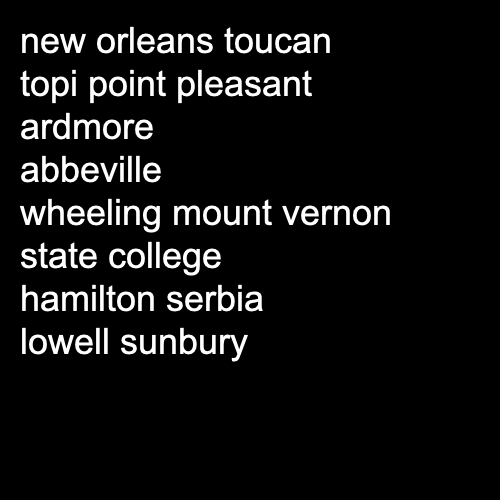 new orleans toucan
topi point pleasant
ardmore
abbeville
wheeling mount vernon
state college
hamilton serbia
lowell sunbury